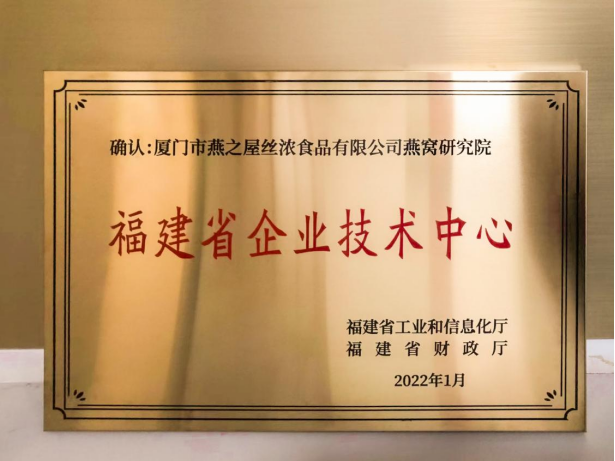 确认:厦门市燕之屋丝浓食品有限公司燕窝研究院
福建省企业技术中心
福建省工业和信息化厅
福建省财政厅
2022年1月